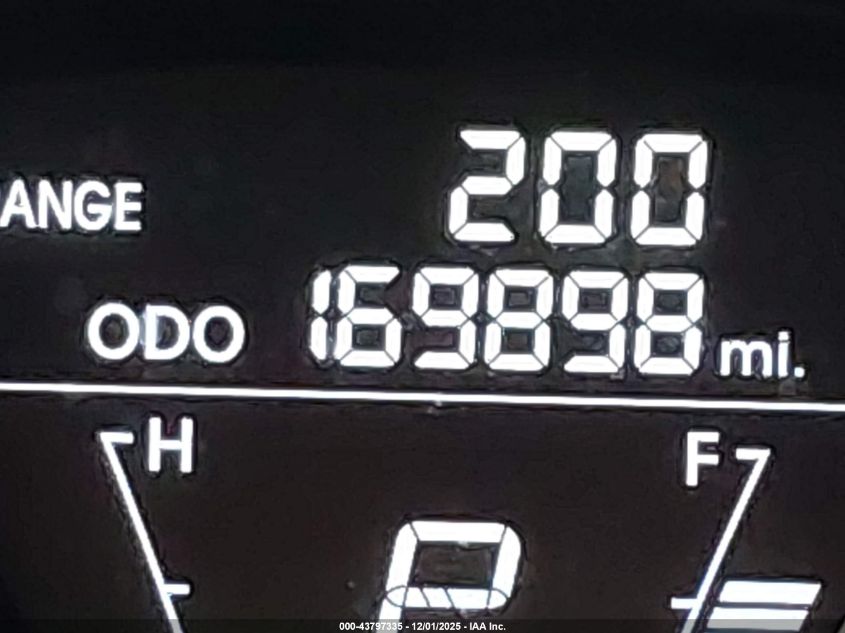 ANGE 200
ODO 169898 mi.
H F
P
000-43797335 - 12/01/2025 - IAA Inc.